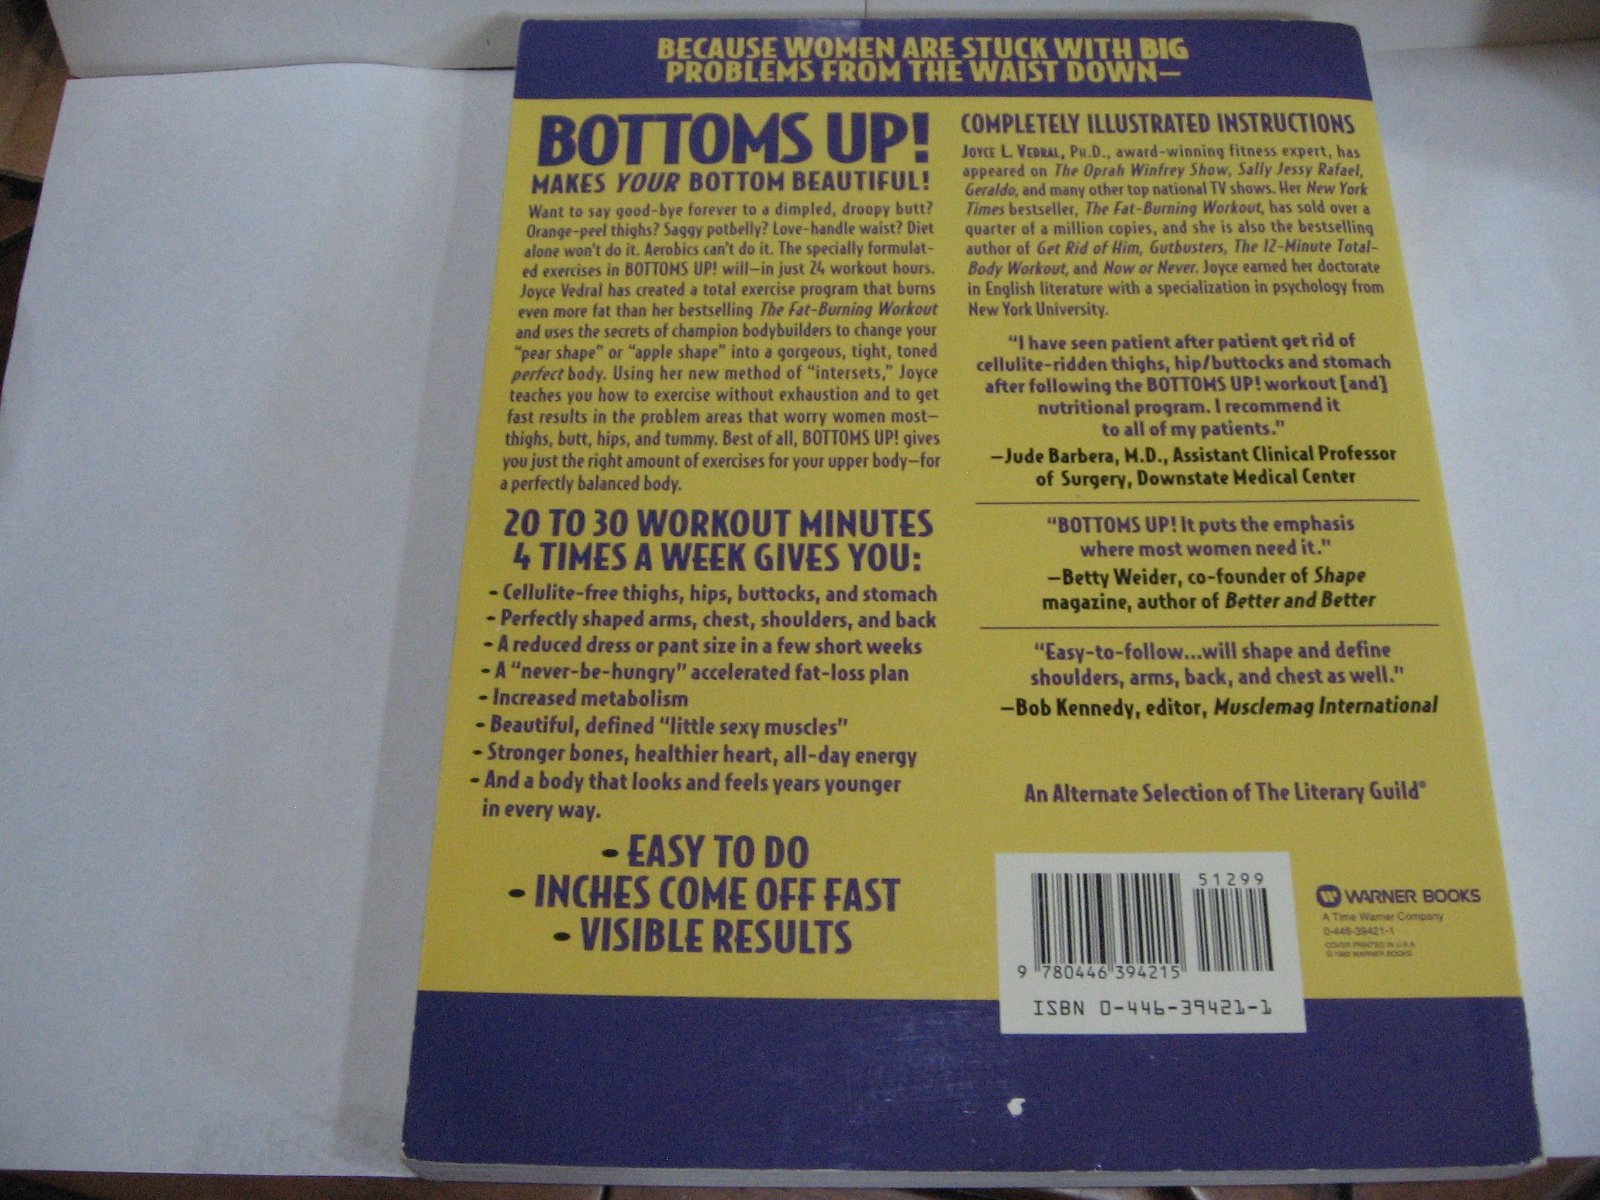 BECAUSE WOMEN ARE STUCK WITH BIG
PROBLEMS FROM THE WAIST DOWN—
BOTTOMS UP!
MAKES YOUR BOTTOM BEAUTIFUL!
Want to say good-bye forever to a dimpled, droopy butt?
Orange-peel thighs? Saggy potbelly? Love-handle waist? Diet
alone won't do it. Aerobics can't do it. The specially formulat-
ed exercises in BOTTOMS UP! will—in just 24 workout hours.
Joyce Vedral has created a total exercise program that burns
even more fat than her bestselling The Fat-Burning Workout
and uses the secrets of champion bodybuilders to change your
"pear shape" or "apple shape" into a gorgeous, tight, toned
perfect body. Using her new method of "intersets," Joyce
teaches you how to exercise without exhaustion and to get
fast results in the problem areas that worry women most—
thighs, butt, hips, and tummy. Best of all, BOTTOMS UP! gives
you just the right amount of exercises for your upper body—for
a perfectly balanced body.
20 TO 30 WORKOUT MINUTES
4 TIMES A WEEK GIVES YOU:
- Cellulite-free thighs, hips, buttocks, and stomach
- Perfectly shaped arms, chest, shoulders, and back
- A reduced dress or pant size in a few short weeks
- A "never-be-hungry" accelerated fat-loss plan
- Increased metabolism
- Beautiful, defined "little sexy muscles"
- Stronger bones, healthier heart, all-day energy
- And a body that looks and feels years younger
in every way.
- EASY TO DO
- INCHES COME OFF FAST
- VISIBLE RESULTS
COMPLETELY ILLUSTRATED INSTRUCTIONS
JOYCE L. VEDRAL, PH.D., award-winning fitness expert, has
appeared on The Oprah Winfrey Show, Sally Jessy Rafael,
Geraldo, and many other top national TV shows. Her New York
Times bestseller, The Fat-Burning Workout, has sold over a
quarter of a million copies, and she is also the bestselling
author of Get Rid of Him, Gutbusters, The 12-Minute Total-
Body Workout, and Now or Never. Joyce earned her doctorate
in English literature with a specialization in psychology from
New York University.
"I have seen patient after patient get rid of
cellulite-ridden thighs, hip/buttocks and stomach
after following the BOTTOMS UP! workout [and]
nutritional program. I recommend it
to all of my patients."
—Jude Barbera, M.D., Assistant Clinical Professor
of Surgery, Downstate Medical Center
"BOTTOMS UP! It puts the emphasis
where most women need it."
—Betty Weider, co-founder of Shape
magazine, author of Better and Better
"Easy-to-follow...will shape and define
shoulders, arms, back, and chest as well."
—Bob Kennedy, editor, Musclemag International
An Alternate Selection of The Literary Guild®
51299
9 780446 394215
ISBN 0-446-39421-1
W WARNER BOOKS
A Time Warner Company
0-446-39421-1
COVER PRINTED IN U.S.A.
WARNER BOOKS